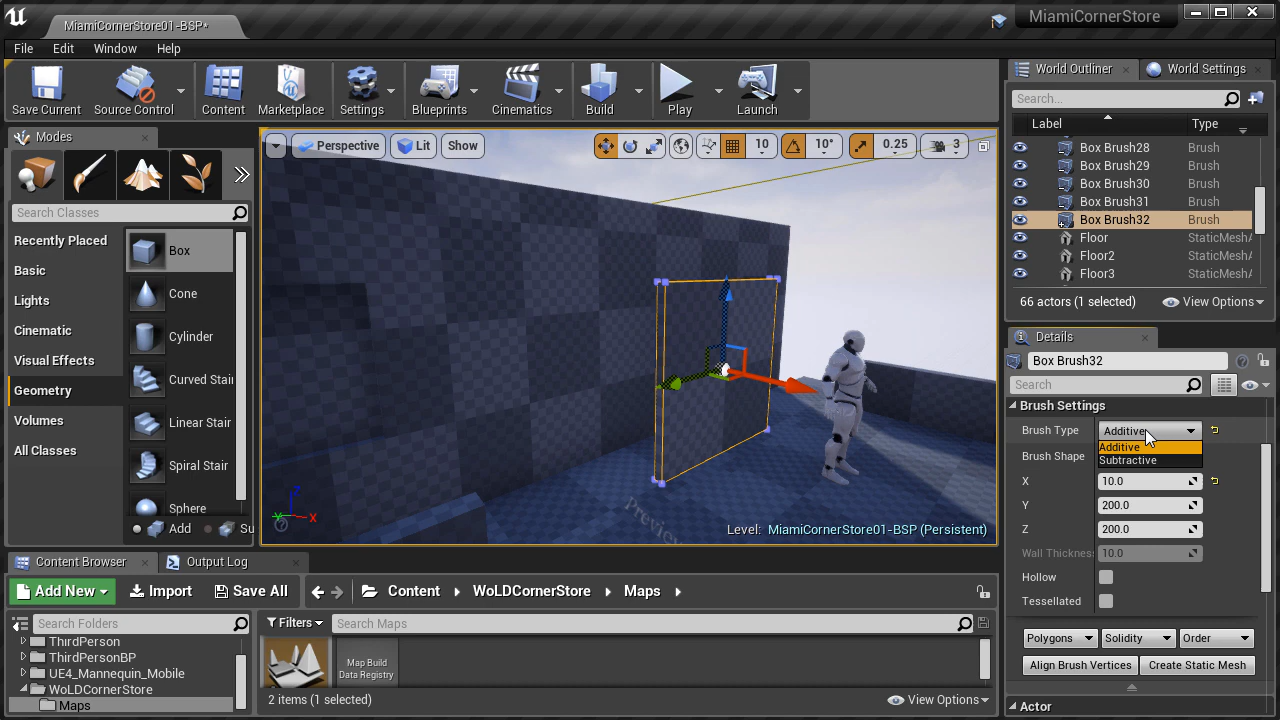 MiamiCornerStore01-BSP*
MiamiCornerStore
File Edit Window Help
Save Current Source Control Content Marketplace Settings Blueprints Cinematics Build Play Launch
Modes
Search Classes
Recently Placed
Basic
Lights
Cinematic
Visual Effects
Geometry
Volumes
All Classes
Box
Cone
Cylinder
Curved Stair
Linear Stair
Spiral Stair
Sphere
Add Su
Perspective Lit Show 10 10° 0.25 3
Preview
Level: MiamiCornerStore01-BSP (Persistent)
X
Y
Z
World Outliner World Settings
Search...
Label Type
Box Brush28 Brush
Box Brush29 Brush
Box Brush30 Brush
Box Brush31 Brush
Box Brush32 Brush
Floor StaticMeshA
Floor2 StaticMeshA
Floor3 StaticMeshA
66 actors (1 selected) View Options
Details
Box Brush32
Search
Brush Settings
Brush Type Additive
Additive
Subtractive
Brush Shape
X 10.0
Y 200.0
Z 200.0
Wall Thickness 10.0
Hollow
Tessellated
Polygons Solidity Order
Align Brush Vertices Create Static Mesh
Actor
Content Browser Output Log
Add New Import Save All Content WoLDCornerStore Maps
Search Folders
ThirdPerson
ThirdPersonBP
UE4_Mannequin_Mobile
WoLDCornerStore
Maps
Filters Search Maps
Map Build
Data Registry
2 items (1 selected) View Options